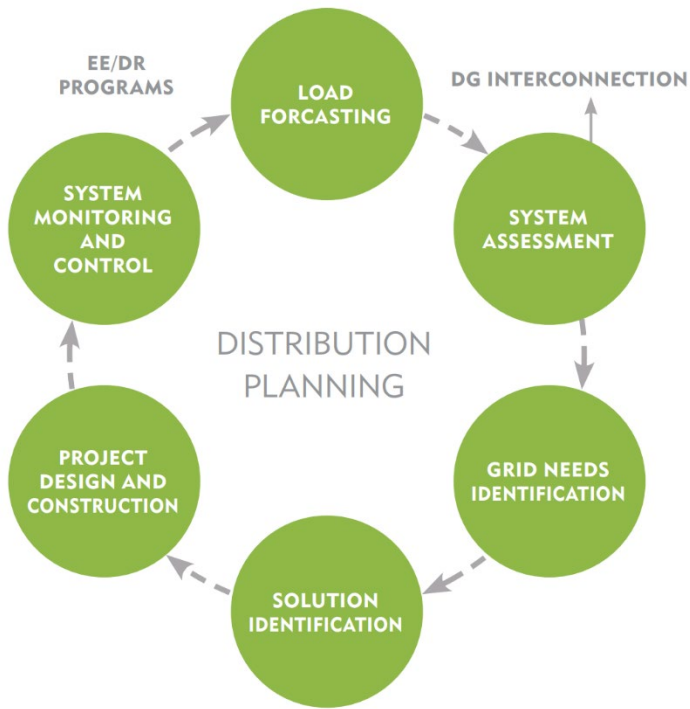 EE/DR
PROGRAMS
LOAD
FORCASTING
DG INTERCONNECTION
SYSTEM
MONITORING
AND
CONTROL
SYSTEM
ASSESSMENT
DISTRIBUTION
PLANNING
PROJECT
DESIGN AND
CONSTRUCTION
GRID NEEDS
IDENTIFICATION
SOLUTION
IDENTIFICATION